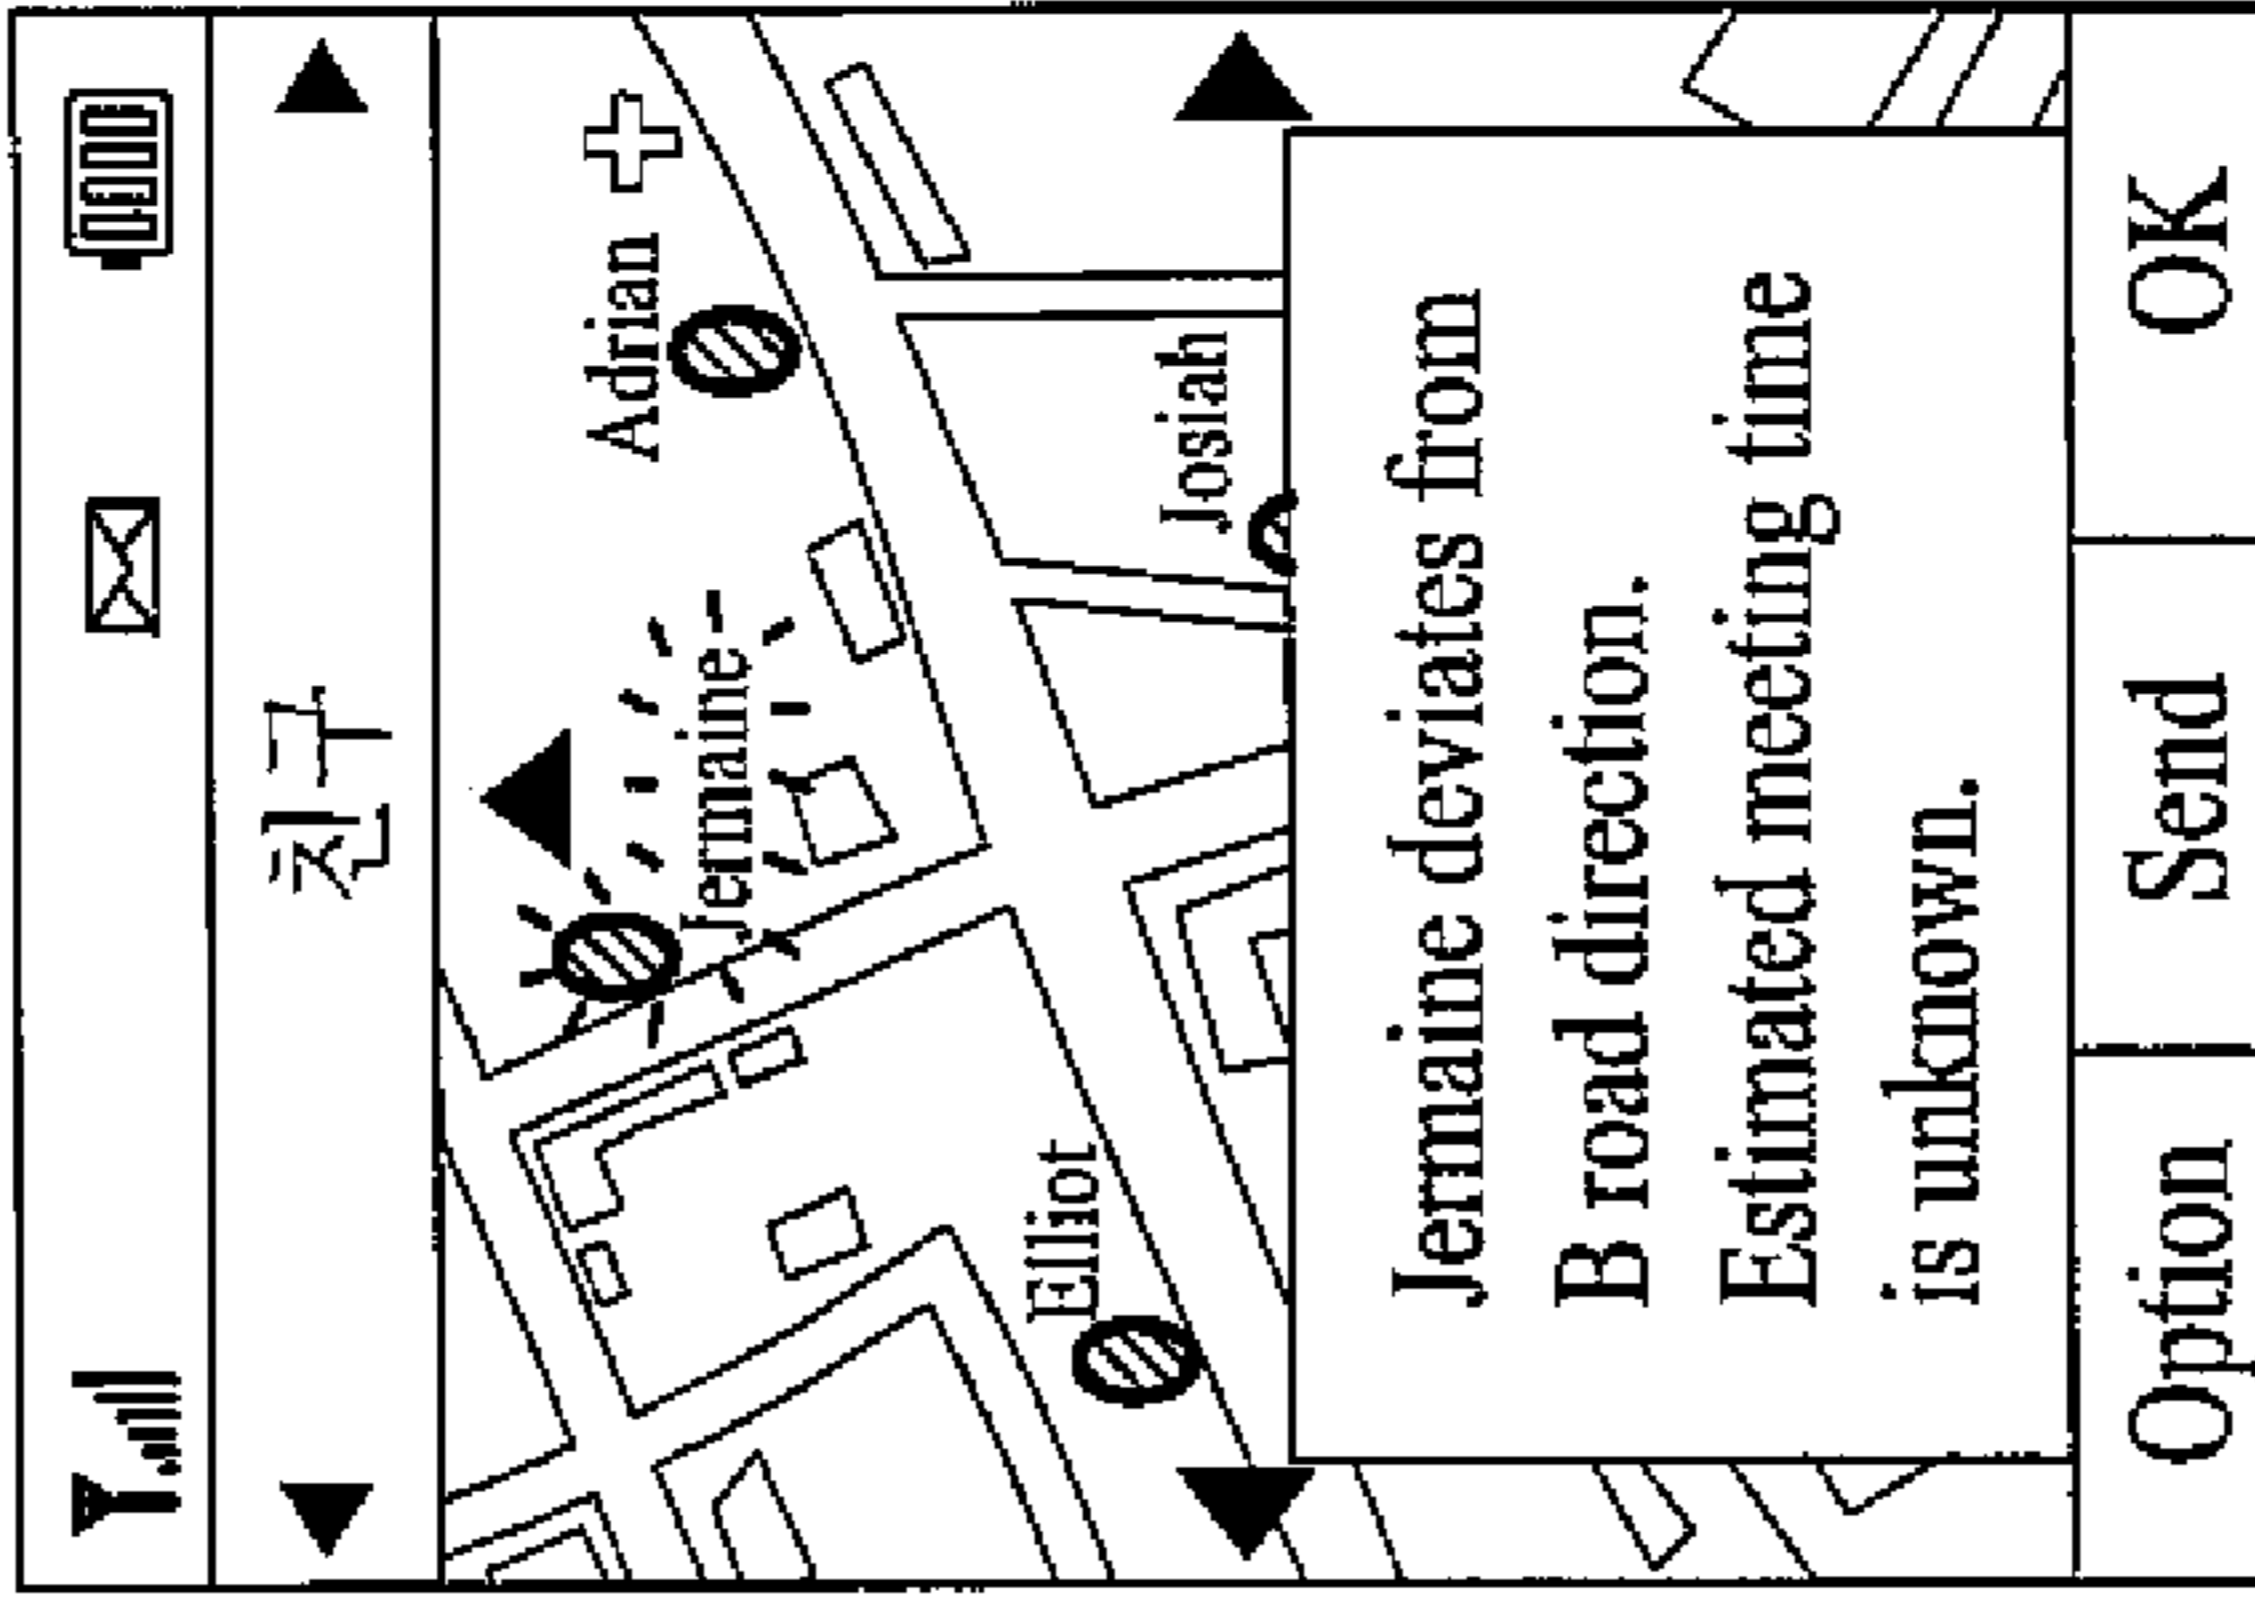 친구
Adrian
Jermaine
Josiah
Elliot
Jermaine deviates from
B road direction.
Estimated meeting time
is unknown.
Option
Send
OK